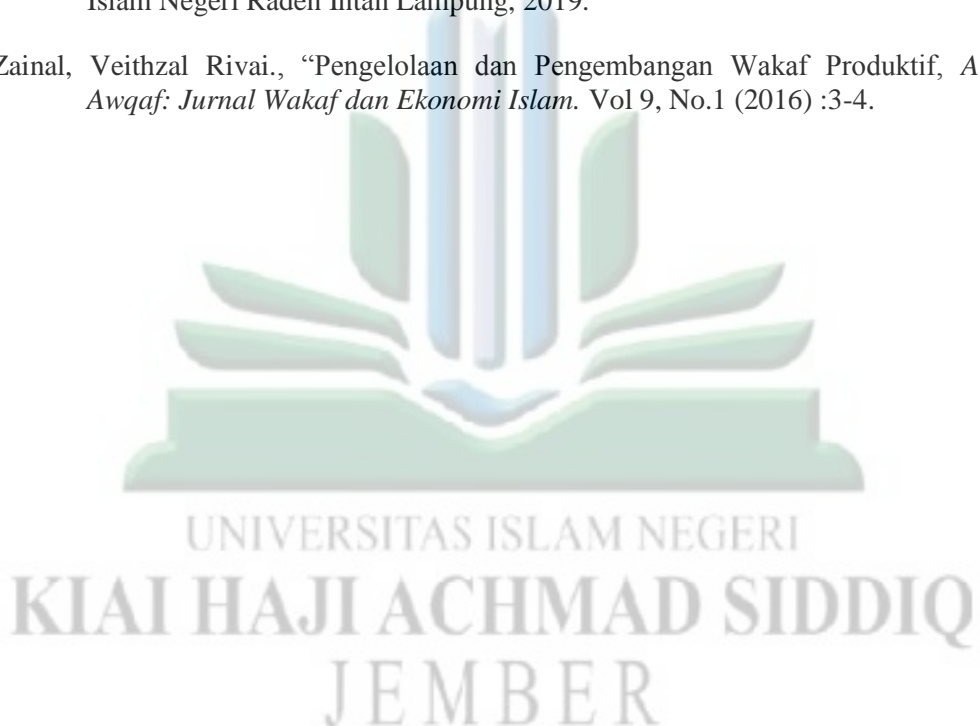 Islam Negeri Raden Intan Lampung, 2019.
Zainal, Veithzal Rivai., “Pengelolaan dan Pengembangan Wakaf Produktif, A
Awqaf: Jurnal Wakaf dan Ekonomi Islam. Vol 9, No.1 (2016) :3-4.
UNIVERSITAS ISLAM NEGERI
KIAI HAJI ACHMAD SIDDIQ
JEMBER